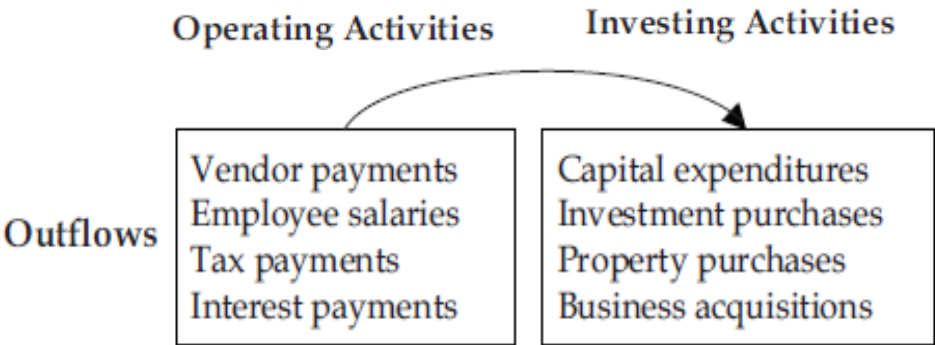 Operating Activities
Investing Activities
Outflows
Vendor payments
Employee salaries
Tax payments
Interest payments
Capital expenditures
Investment purchases
Property purchases
Business acquisitions